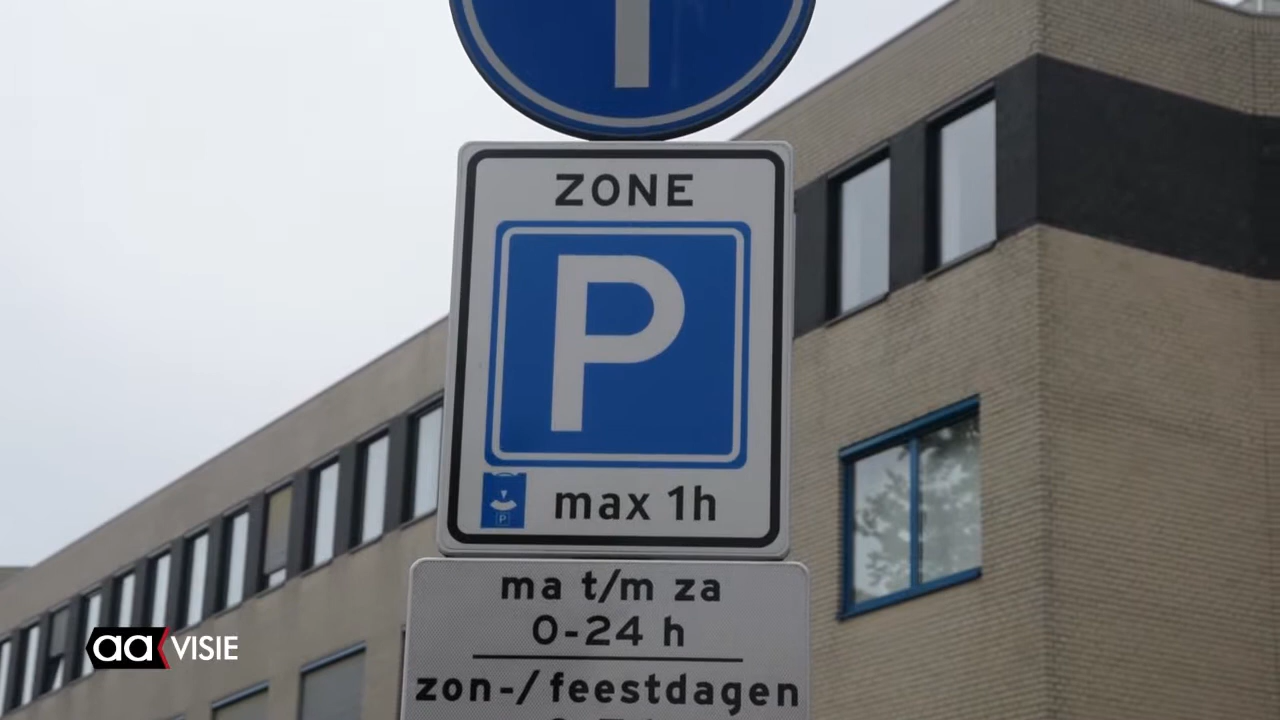 ZONE
P
P
max 1h
ma t/m za
0-24 h
zon-/feestdagen
aa VISIE